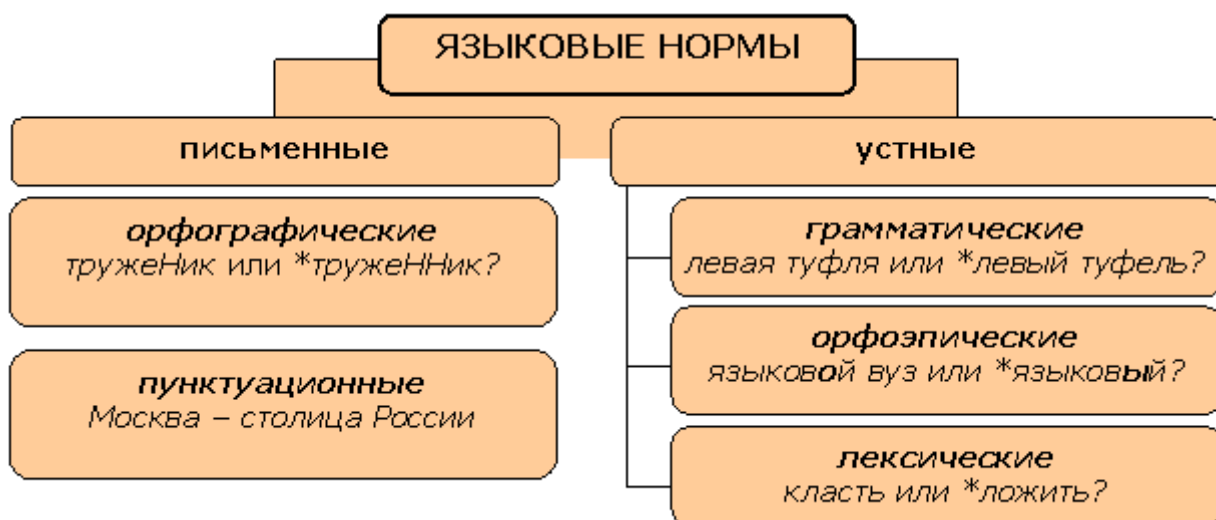 ЯЗЫКОВЫЕ НОРМЫ
письменные
орфографические
тружеНик или *тружеННик?
пунктуационные
Москва – столица России
устные
грамматические
левая туфля или *левый туфель?
орфоэпические
языковой вуз или *языковый?
лексические
класть или *ложить?